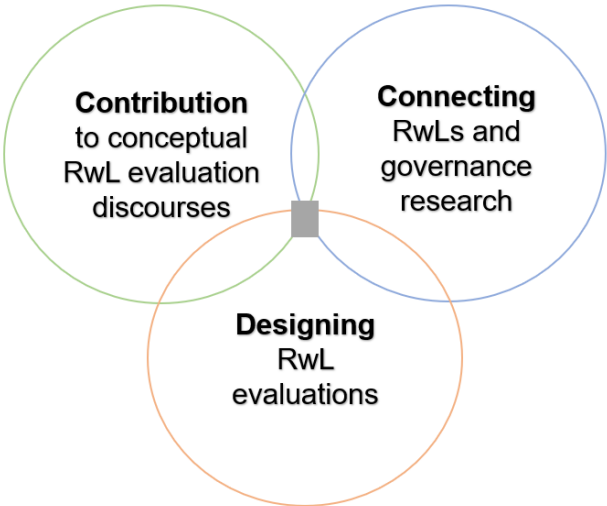 Contribution
to conceptual
RwL evaluation
discourses
Connecting
RwLs and
governance
research
Designing
RwL
evaluations